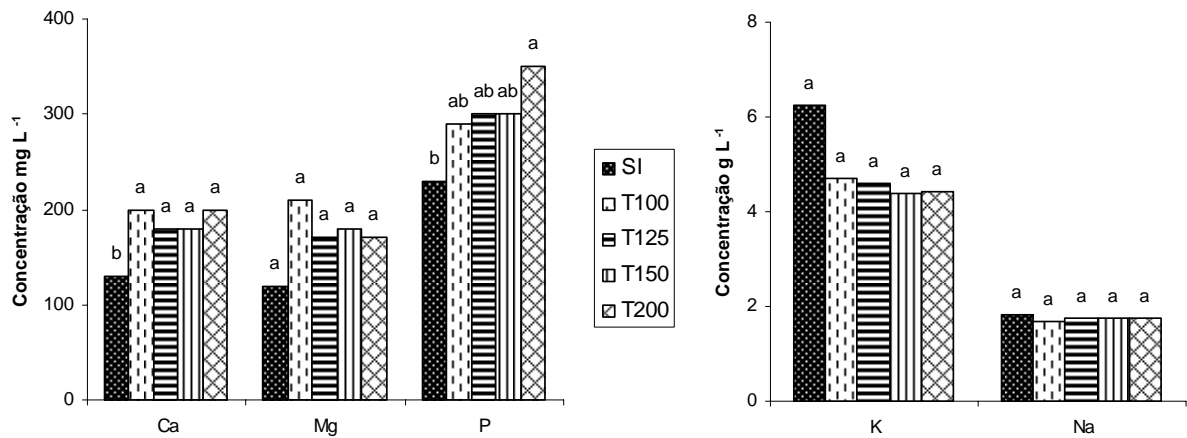 Concentração mg L -1
400
300
200
100
0
b a a a a
a a a a a
b ab ab ab a
Ca Mg P
SI
T100
T125
T150
T200
Concentração g L -1
8
6
4
2
0
a a a a a
a a a a a
K Na